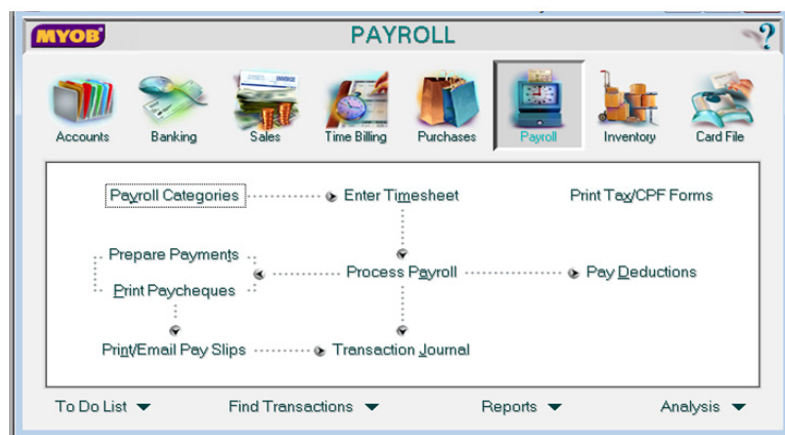 MYOB PAYROLL ?
Accounts Banking Sales Time Billing Purchases Payroll Inventory Card File
Payroll Categories Enter Timesheet Print Tax/CPF Forms
Prepare Payments
Process Payroll Pay Deductions
Print Paycheques
Print/Email Pay Slips Transaction Journal
To Do List Find Transactions Reports Analysis